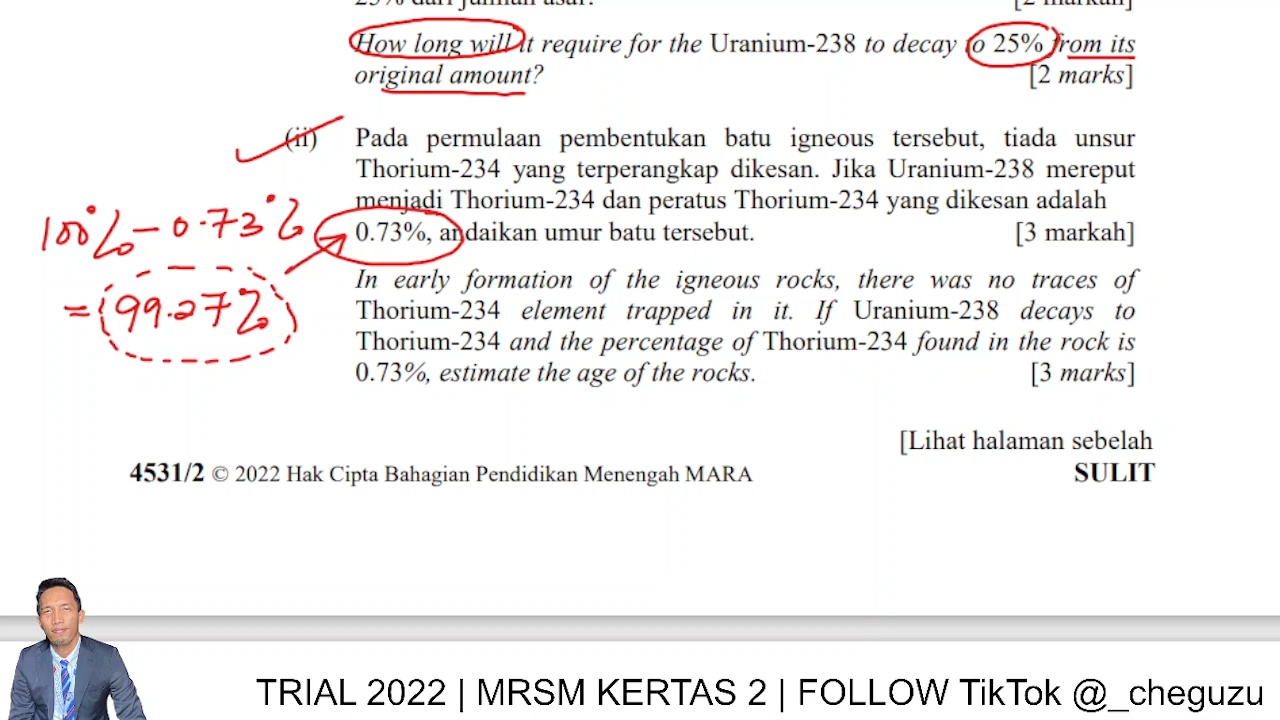 How long will it require for the Uranium-238 to decay to 25% from its
original amount?
[2 marks]
(ii) Pada permulaan pembentukan batu igneous tersebut, tiada unsur
Thorium-234 yang terperangkap dikesan. Jika Uranium-238 mereput
menjadi Thorium-234 dan peratus Thorium-234 yang dikesan adalah
0.73%, andaikan umur batu tersebut. [3 markah]
100% - 0.73%
= 99.27%
In early formation of the igneous rocks, there was no traces of
Thorium-234 element trapped in it. If Uranium-238 decays to
Thorium-234 and the percentage of Thorium-234 found in the rock is
0.73%, estimate the age of the rocks. [3 marks]
[Lihat halaman sebelah
4531/2 © 2022 Hak Cipta Bahagian Pendidikan Menengah MARA SULIT
TRIAL 2022 | MRSM KERTAS 2 | FOLLOW TikTok @_cheguzu